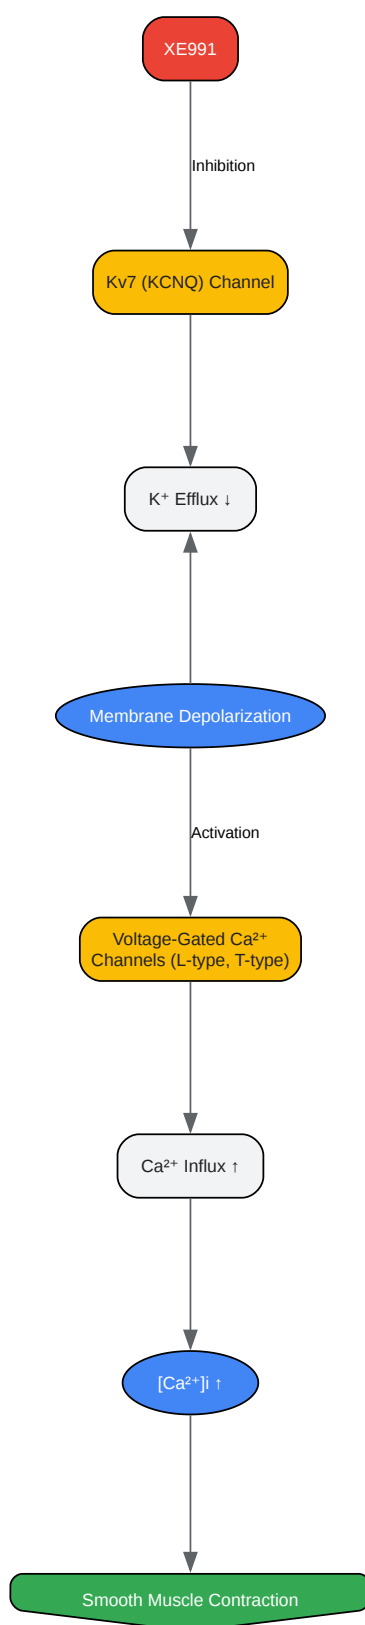 XE991
Inhibition
Kv7 (KCNQ) Channel
K⁺ Efflux ↓
Membrane Depolarization
Activation
Voltage-Gated Ca²⁺
Channels (L-type, T-type)
Ca²⁺ Influx ↑
[Ca²⁺]i ↑
Smooth Muscle Contraction